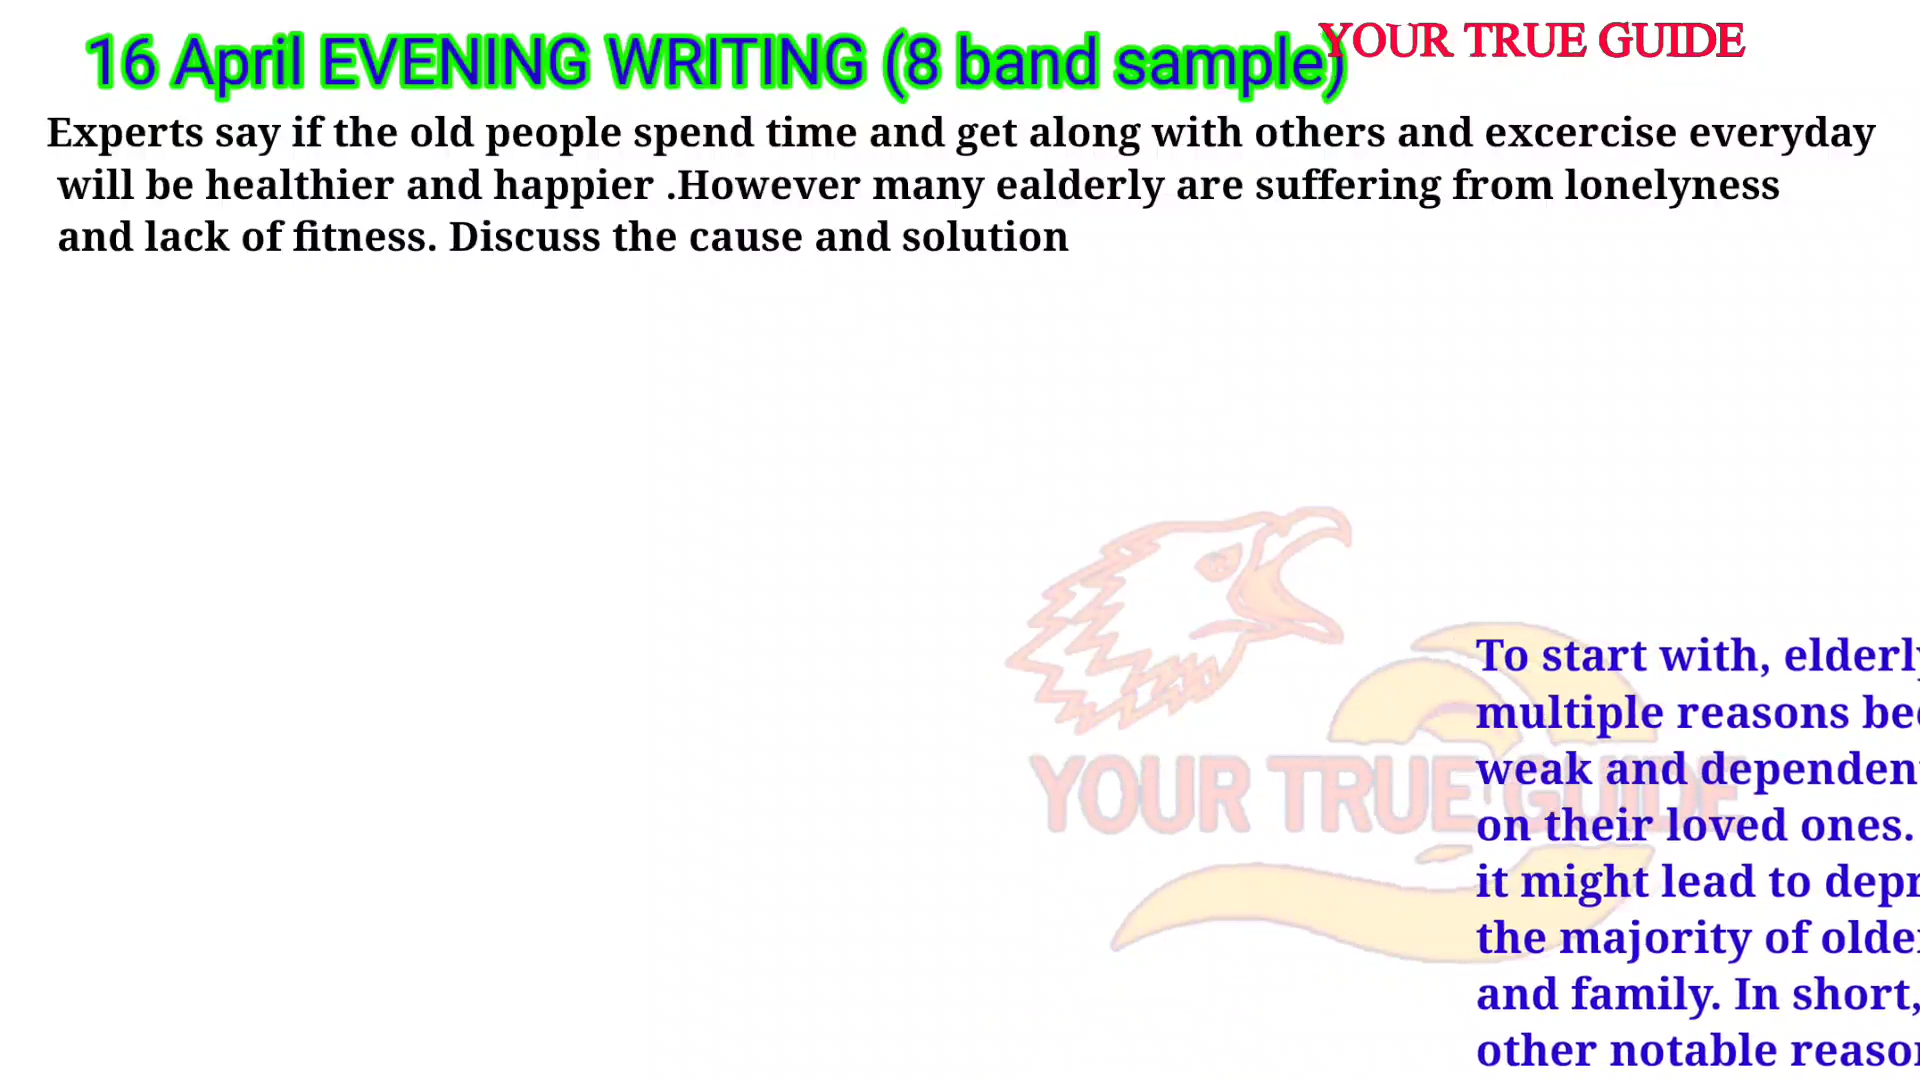 16 April EVENING WRITING (8 band sample)
YOUR TRUE GUIDE
Experts say if the old people spend time and get along with others and excercise everyday
will be healthier and happier .However many ealderly are suffering from lonelyness
and lack of fitness. Discuss the cause and solution
To start with,
multiple reasons
weak and
on their loved ones.
it might lead to
the majority of
and family. In short,
other notable
YOUR TRUE GUIDE